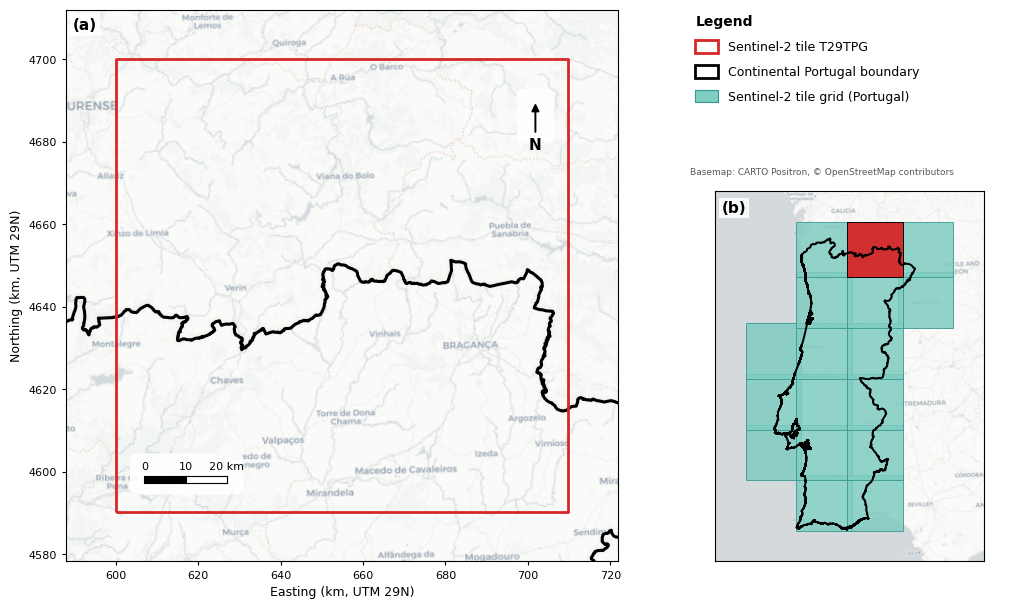 (a)
Monforte de
Lemos
Quiroga
O Barco
A Rúa
URENSE
N
Viana do Bolo
Xinzo de Limia
Puebla de
Sanabria
Verín
Montalegre
Vinhais
BRAGANÇA
Chaves
Torre de Dona
Chama
Argozelo
Valpaços
Vimioso
Izeda
Macedo de Cavaleiros
0 10 20 km
Mirandela
Murça
Alfândega da
Mogadouro
Sendim
4700
4680
4660
4640
4620
4600
4580
600 620 640 660 680 700 720
Northing (km, UTM 29N)
Easting (km, UTM 29N)
Legend
Sentinel-2 tile T29TPG
Continental Portugal boundary
Sentinel-2 tile grid (Portugal)
Basemap: CARTO Positron, © OpenStreetMap contributors
(b)
GALICIA
SEVILLE